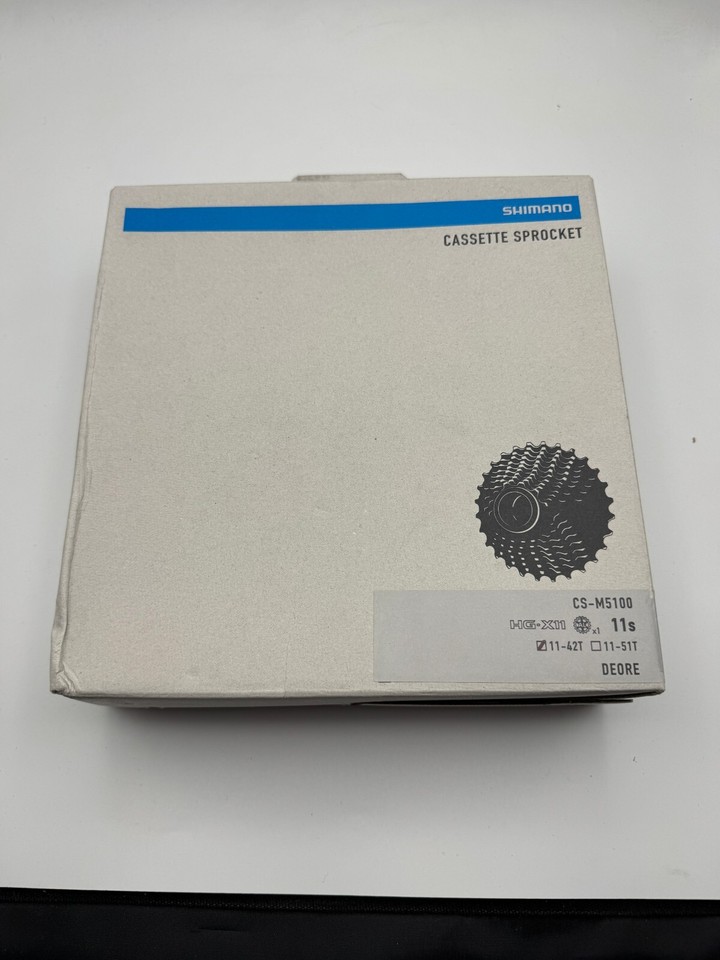 SHIMANO
CASSETTE SPROCKET
CS-M5100
HG-X11 x1 11s
11-42T 11-51T
DEORE